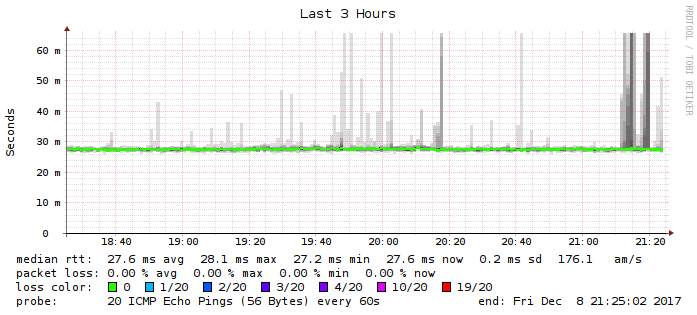 Last 3 Hours
RRDTOOL / TOBI OETIKER
Seconds
60 m
50 m
40 m
30 m
20 m
10 m
0
18:40 19:00 19:20 19:40 20:00 20:20 20:40 21:00 21:20
median rtt: 27.6 ms avg 28.1 ms max 27.2 ms min 27.6 ms now 0.2 ms sd 176.1 am/s
packet loss: 0.00 % avg 0.00 % max 0.00 % min 0.00 % now
loss color: 0 1/20 2/20 3/20 4/20 10/20 19/20
probe: 20 ICMP Echo Pings (56 Bytes) every 60s end: Fri Dec 8 21:25:02 2017